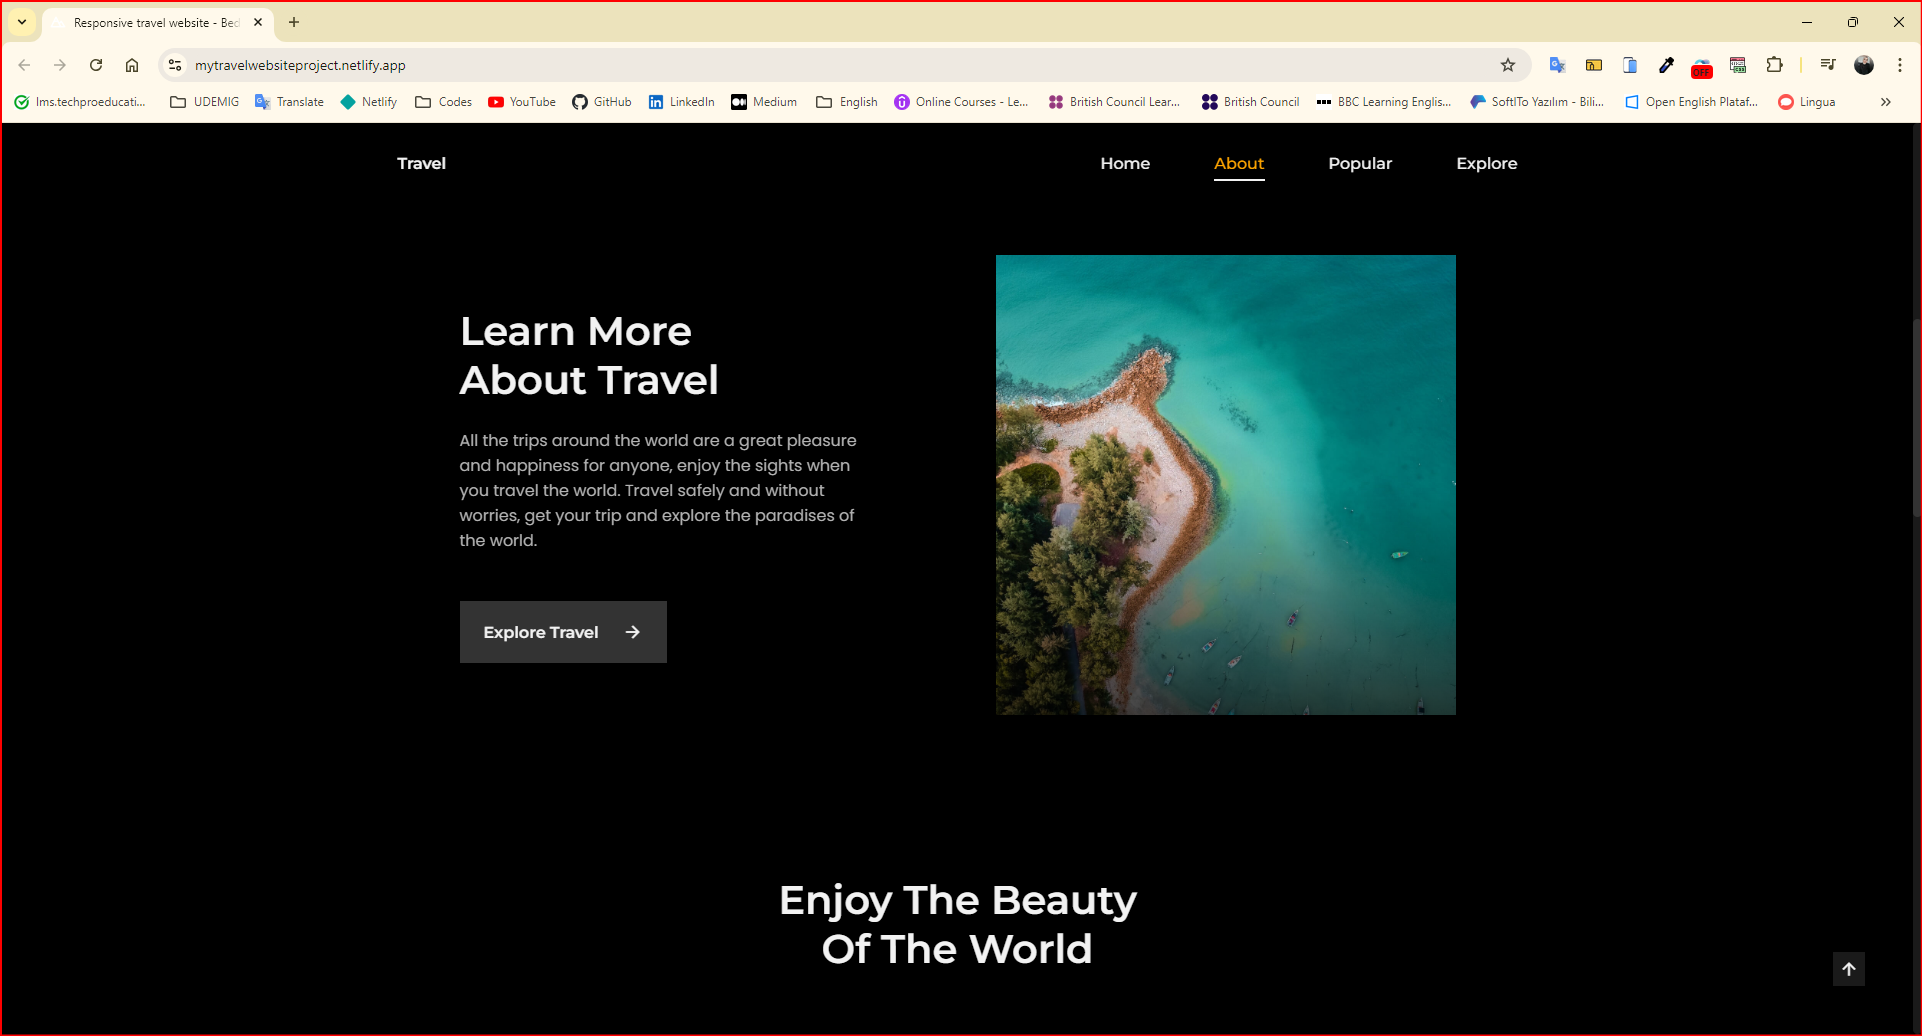 Responsive travel website - Bed
mytravelwebsiteproject.netlify.app
OFF
lms.techproeducati... UDEMIG Translate Netlify Codes YouTube GitHub LinkedIn Medium English Online Courses - Le... British Council Lear... British Council BBC Learning Englis... SoftITo Yazılım - Bili... Open English Plataf... Lingua
Travel Home About Popular Explore
Learn More
About Travel
All the trips around the world are a great pleasure
and happiness for anyone, enjoy the sights when
you travel the world. Travel safely and without
worries, get your trip and explore the paradises of
the world.
Explore Travel
Enjoy The Beauty
Of The World